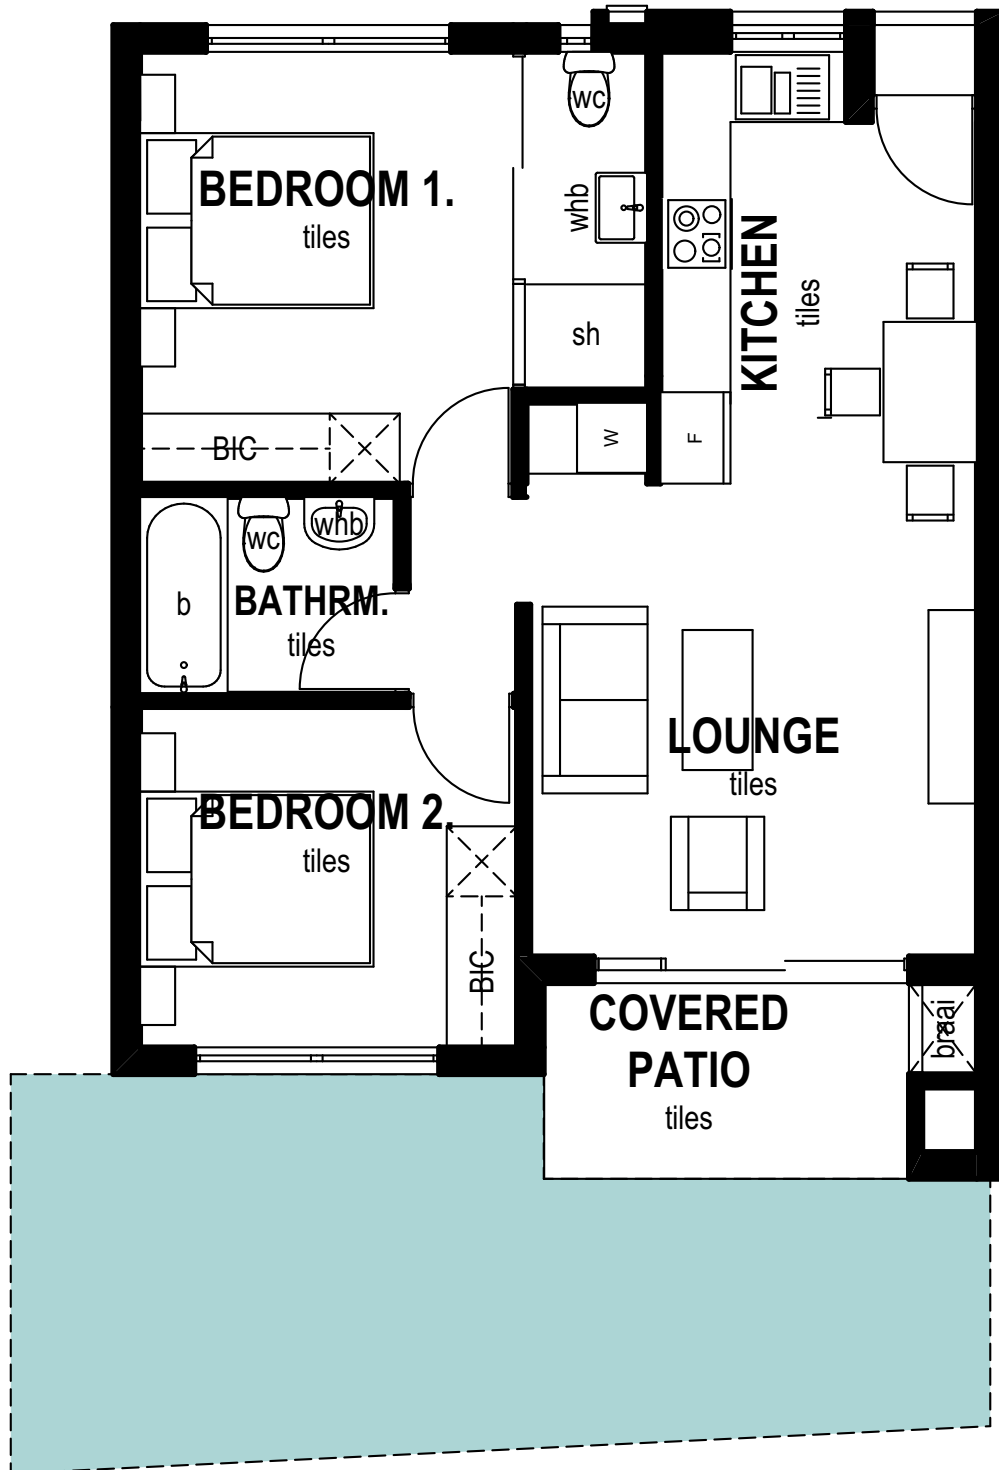 wc
BEDROOM 1.
tiles
whb
KITCHEN
tiles
sh
BIC
W
F
wc
whb
b
BATHRM.
tiles
LOUNGE
tiles
BEDROOM 2.
tiles
BIC
COVERED
PATIO
tiles
braai